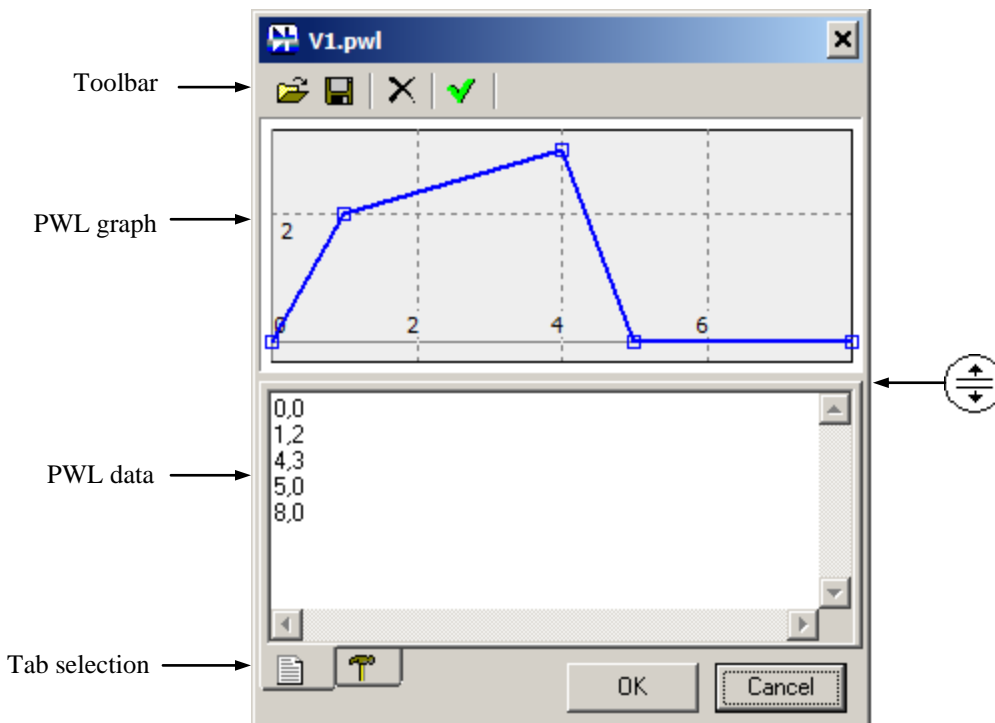 V1.pwl
Toolbar
PWL graph
2
0 2 4 6
PWL data
0,0
1,2
4,3
5,0
8,0
Tab selection
OK Cancel